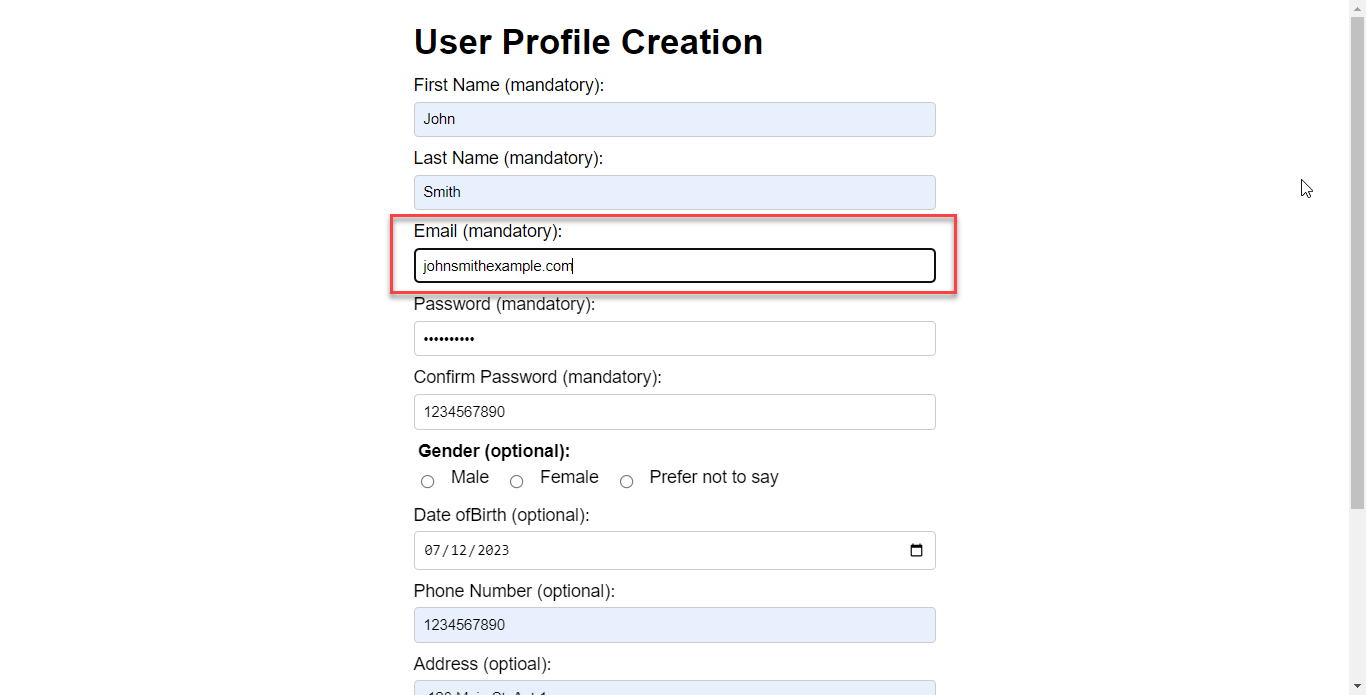 User Profile Creation
First Name (mandatory):
John
Last Name (mandatory):
Smith
Email (mandatory):
johnsmithexample.com
Password (mandatory):
••••••••••
Confirm Password (mandatory):
1234567890
Gender (optional):
Male Female Prefer not to say
Date ofBirth (optional):
07/12/2023
Phone Number (optional):
1234567890
Address (optioal):